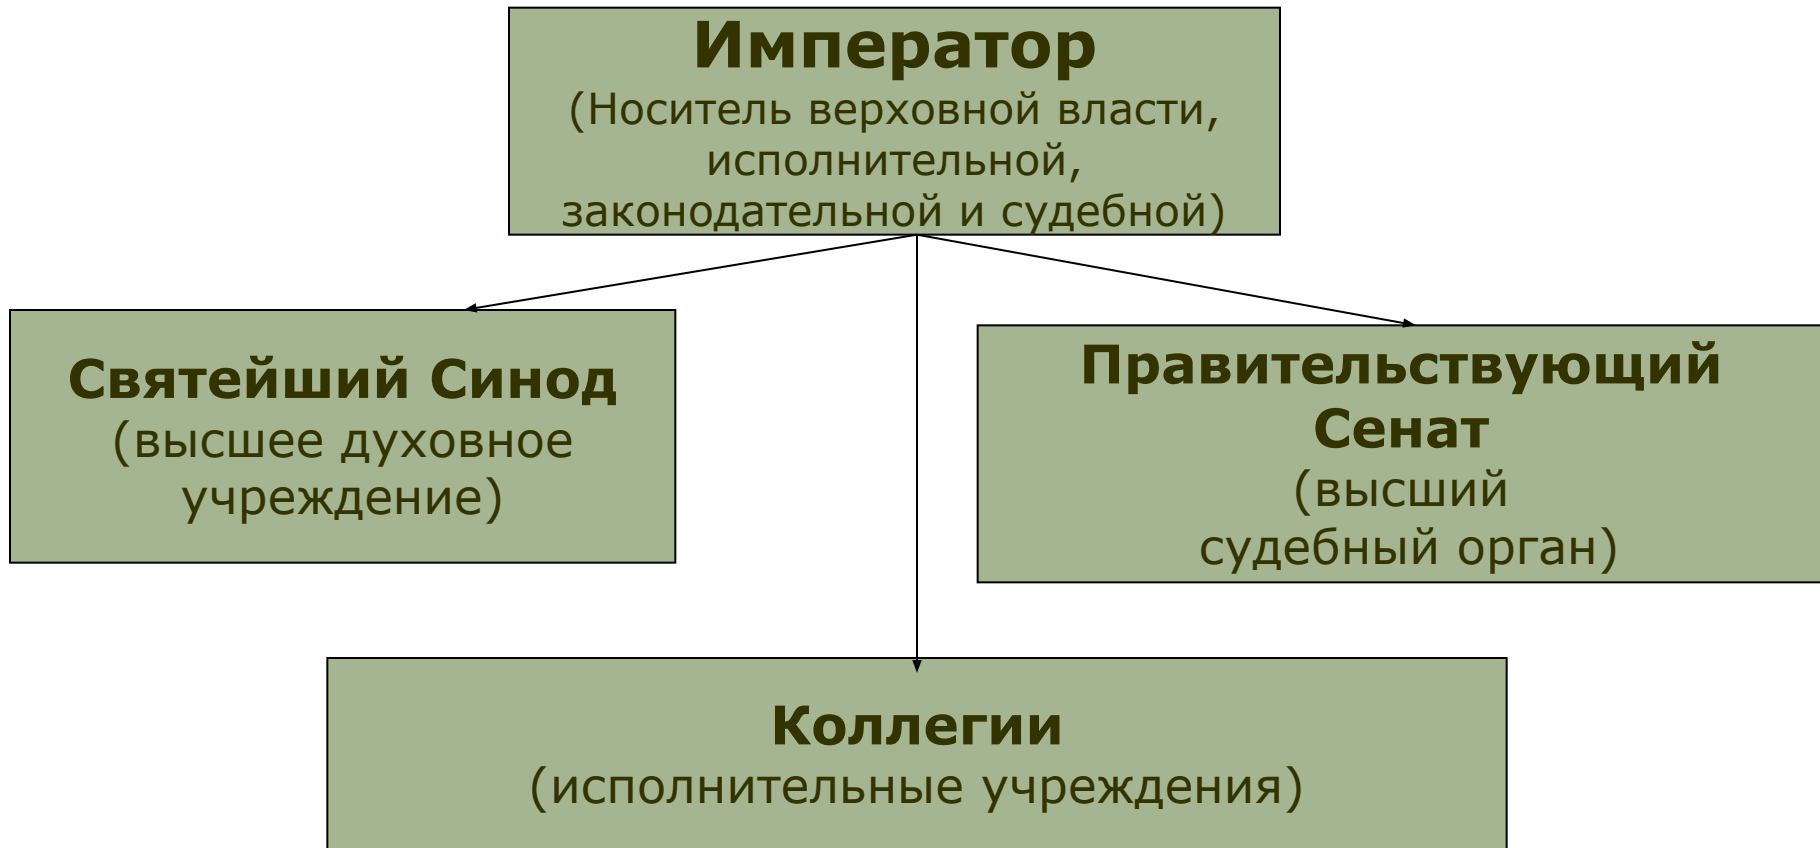 Император
(Носитель верховной власти,
исполнительной,
законодательной и судебной)
Святейший Синод
(высшее духовное
учреждение)
Правительствующий
Сенат
(высший
судебный орган)
Коллегии
(исполнительные учреждения)